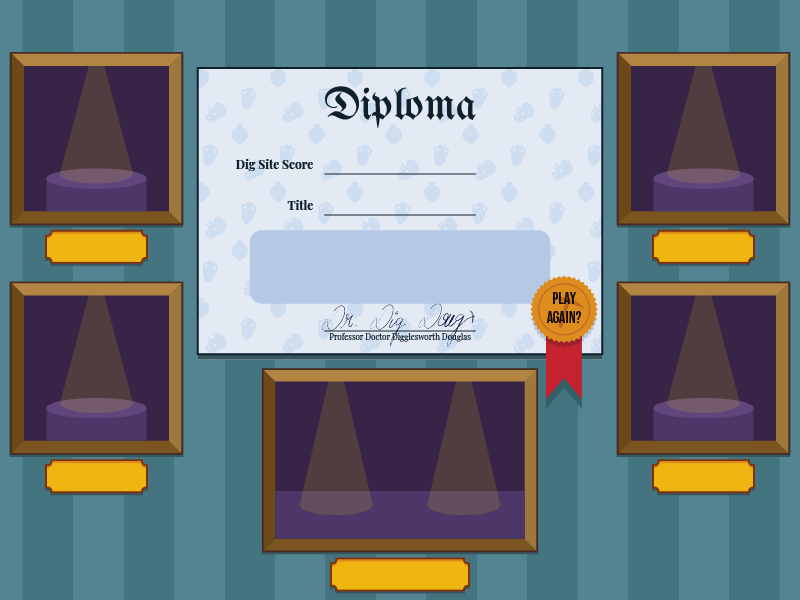 Diploma
Dig Site Score
Title
Dr. Dig Doug
Professor Doctor Digglesworth Douglas
PLAY
AGAIN?